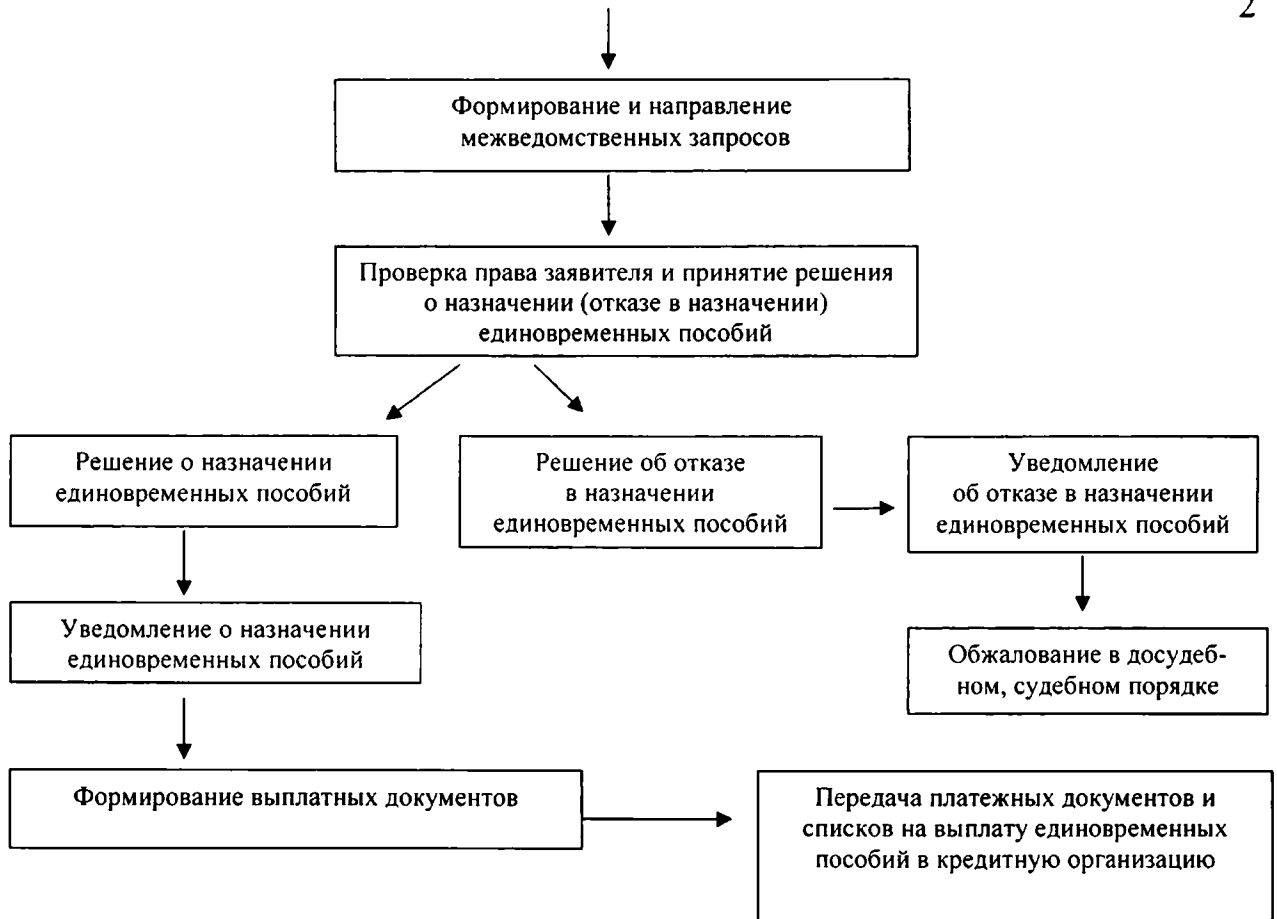 2
Формирование и направление
межведомственных запросов
Проверка права заявителя и принятие решения
о назначении (отказе в назначении)
единовременных пособий
Решение о назначении
единовременных пособий
Решение об отказе
в назначении
единовременных пособий
Уведомление
об отказе в назначении
единовременных пособий
Уведомление о назначении
единовременных пособий
Обжалование в досудеб-
ном, судебном порядке
Формирование выплатных документов
Передача платежных документов и
списков на выплату единовременных
пособий в кредитную организацию